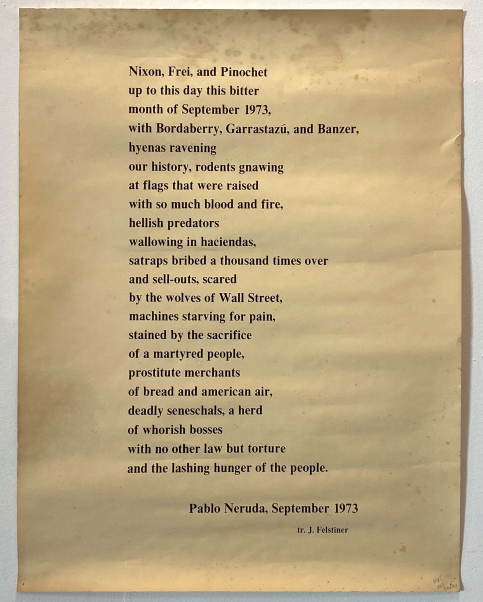 Nixon, Frei, and Pinochet
up to this day this bitter
month of September 1973,
with Bordaberry, Garrastazú, and Banzer,
hyenas ravening
our history, rodents gnawing
at flags that were raised
with so much blood and fire,
hellish predators
wallowing in haciendas,
satraps bribed a thousand times over
and sell-outs, scared
by the wolves of Wall Street,
machines starving for pain,
stained by the sacrifice
of a martyred people,
prostitute merchants
of bread and american air,
deadly seneschals, a herd
of whorish bosses
with no other law but torture
and the lashing hunger of the people.
Pablo Neruda, September 1973
tr. J. Felstiner